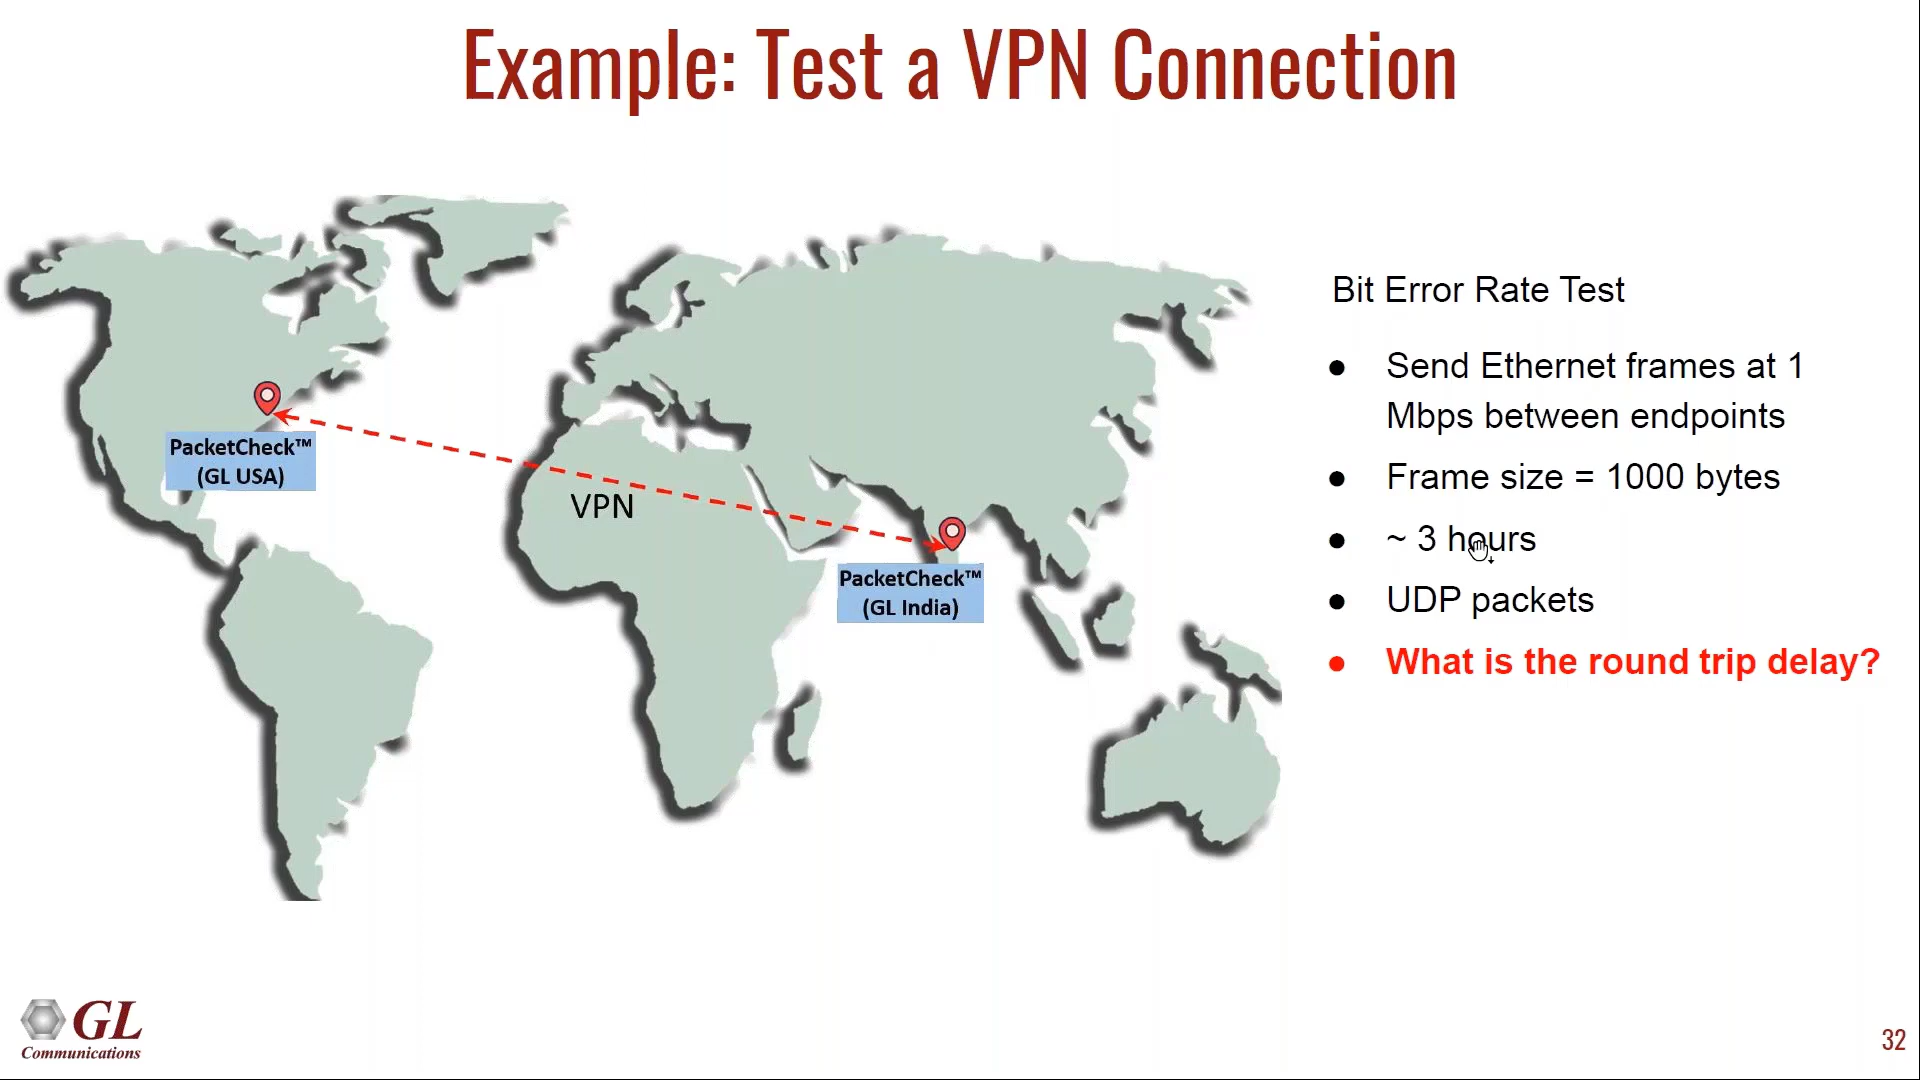 Example: Test a VPN Connection
PacketCheck™
(GL USA)
VPN
PacketCheck™
(GL India)
Bit Error Rate Test
● Send Ethernet frames at 1
Mbps between endpoints
● Frame size = 1000 bytes
● ~ 3 hours
● UDP packets
● What is the round trip delay?
GL
Communications
32